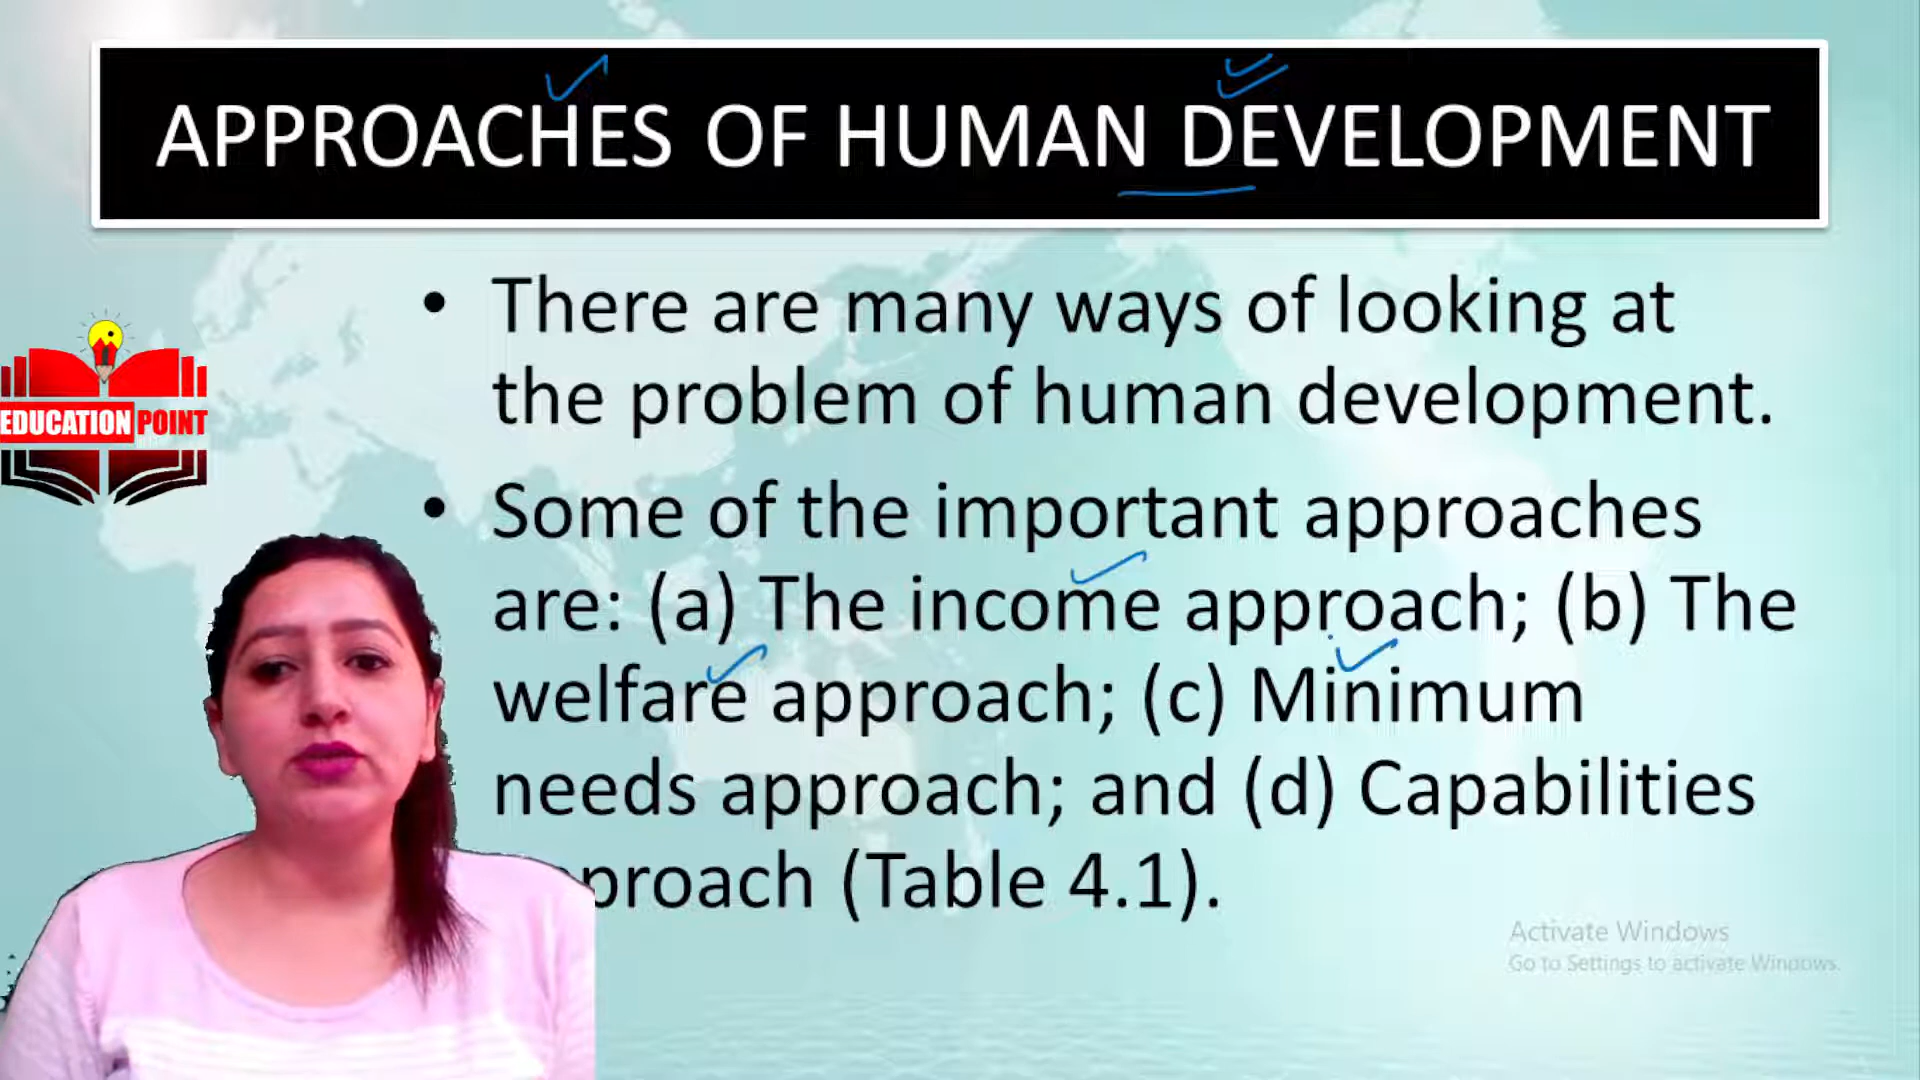 APPROACHES OF HUMAN DEVELOPMENT
• There are many ways of looking at
the problem of human development.
EDUCATION POINT
• Some of the important approaches
are: (a) The income approach; (b) The
welfare approach; (c) Minimum
needs approach; and (d) Capabilities
proach (Table 4.1).
Activate Windows
Go to Settings to activate Windows.